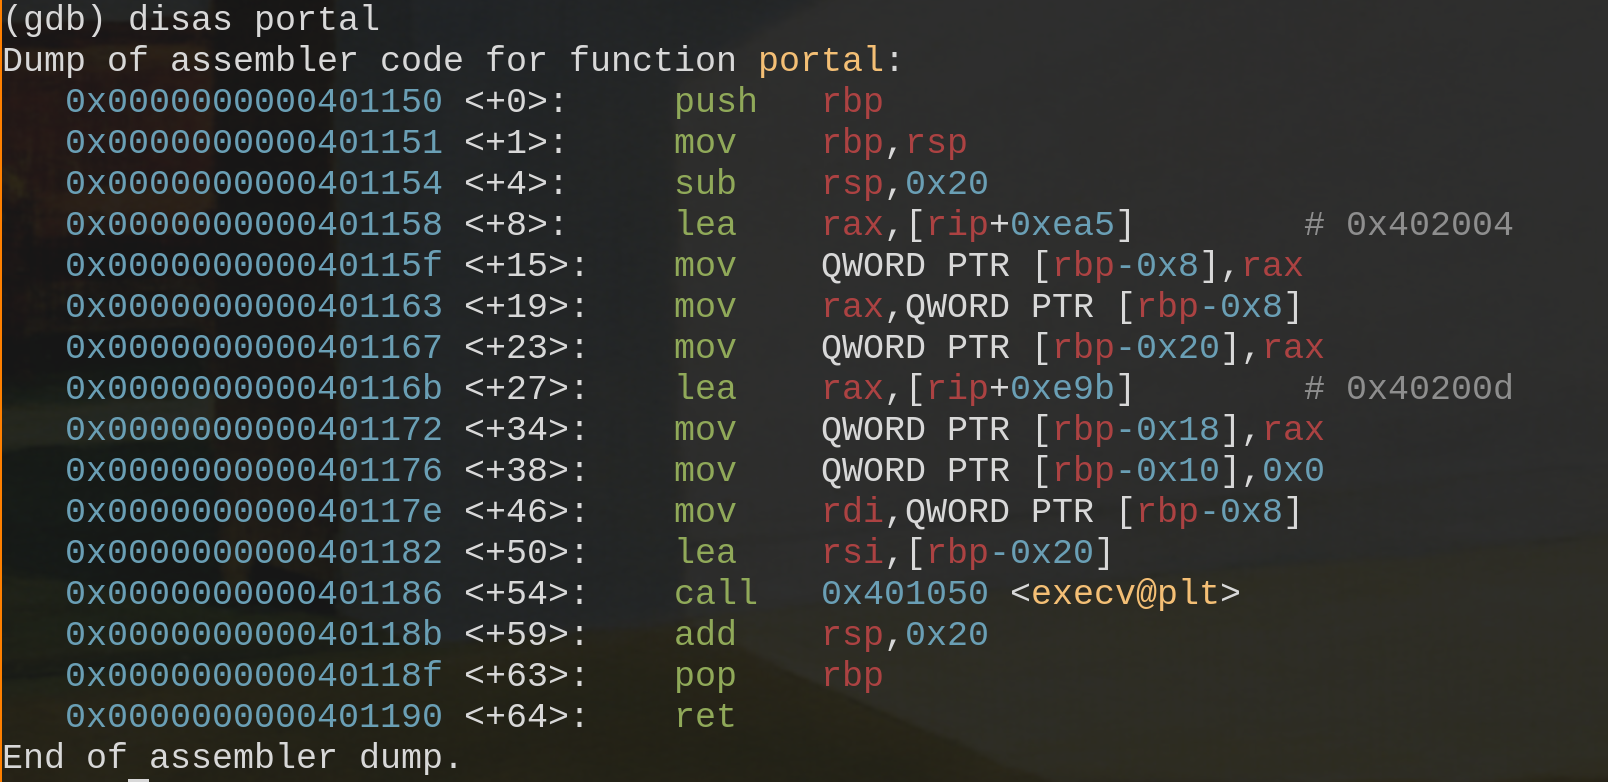 (gdb) disas portal
Dump of assembler code for function portal:
   0x0000000000401150 <+0>:     push   rbp
   0x0000000000401151 <+1>:     mov    rbp,rsp
   0x0000000000401154 <+4>:     sub    rsp,0x20
   0x0000000000401158 <+8>:     lea    rax,[rip+0xea5]        # 0x402004
   0x000000000040115f <+15>:    mov    QWORD PTR [rbp-0x8],rax
   0x0000000000401163 <+19>:    mov    rax,QWORD PTR [rbp-0x8]
   0x0000000000401167 <+23>:    mov    QWORD PTR [rbp-0x20],rax
   0x000000000040116b <+27>:    lea    rax,[rip+0xe9b]        # 0x40200d
   0x0000000000401172 <+34>:    mov    QWORD PTR [rbp-0x18],rax
   0x0000000000401176 <+38>:    mov    QWORD PTR [rbp-0x10],0x0
   0x000000000040117e <+46>:    mov    rdi,QWORD PTR [rbp-0x8]
   0x0000000000401182 <+50>:    lea    rsi,[rbp-0x20]
   0x0000000000401186 <+54>:    call   0x401050 <execv@plt>
   0x000000000040118b <+59>:    add    rsp,0x20
   0x000000000040118f <+63>:    pop    rbp
   0x0000000000401190 <+64>:    ret
End of assembler dump.